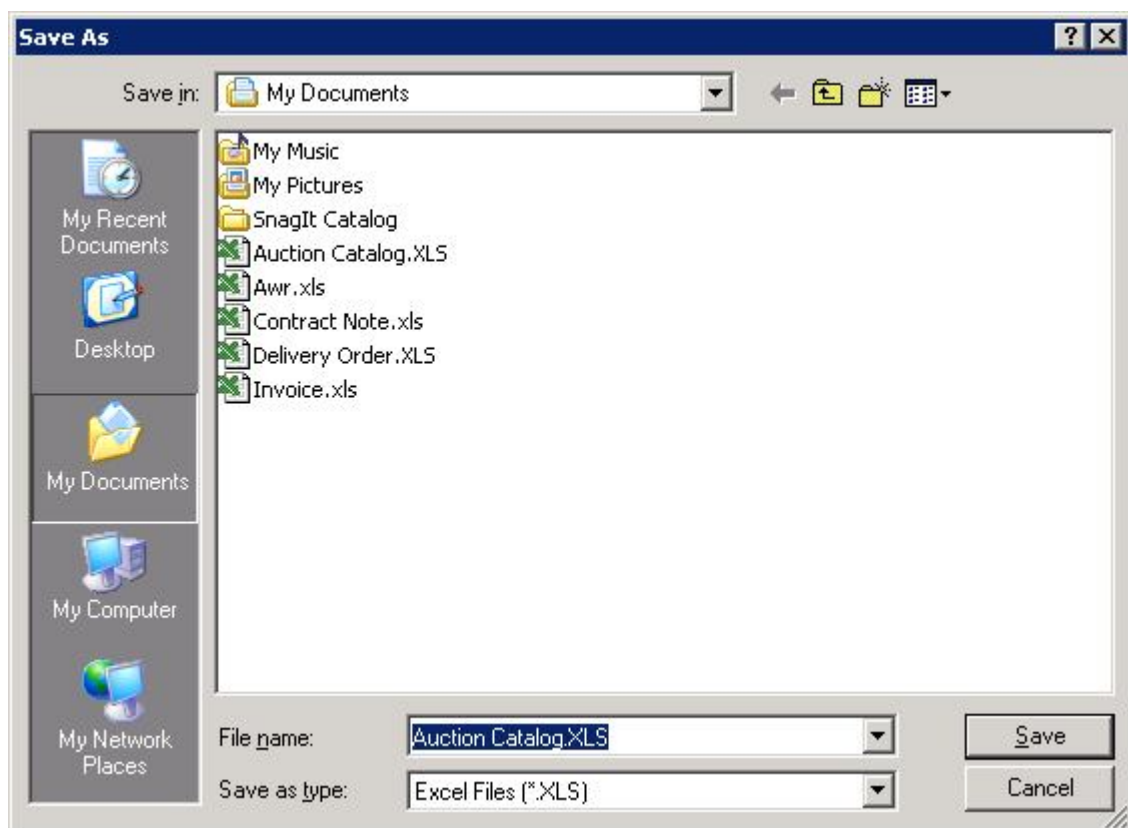 Save As
Save in: My Documents
My Music
My Pictures
SnagIt Catalog
Auction Catalog.XLS
Awr.xls
Contract Note.xls
Delivery Order.XLS
Invoice.xls
My Recent
Documents
Desktop
My Documents
My Computer
My Network
Places
File name: Auction Catalog.XLS Save
Save as type: Excel Files (*.XLS) Cancel